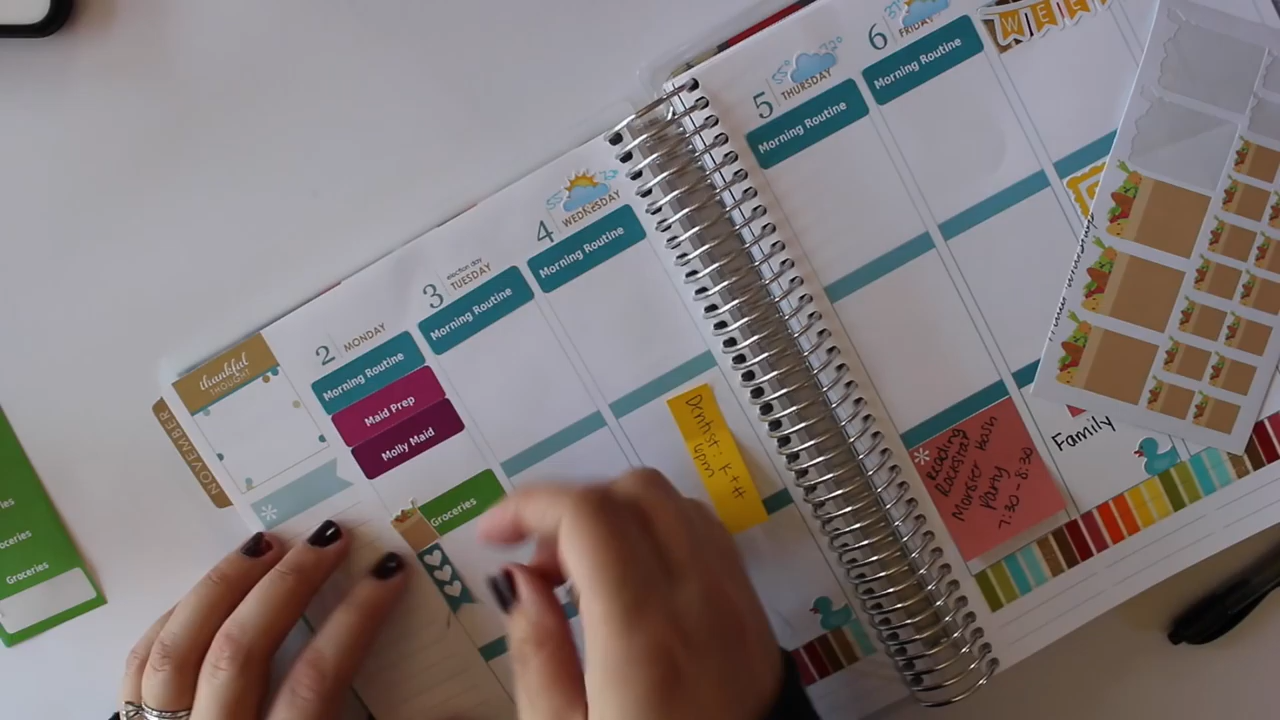 thankful
THOUGHT
NOVEMBER
2 MONDAY
Morning Routine
Maid Prep
Molly Maid
Groceries
3 election day
TUESDAY
Morning Routine
4 WEDNESDAY
Morning Routine
Dentist: K++H
6pm
5 THURSDAY
Morning Routine
*
Reading
Rockstar
Monster Bash
Party
7:30 - 8:30
6 FRIDAY
Morning Routine
WEE
Family
Groceries